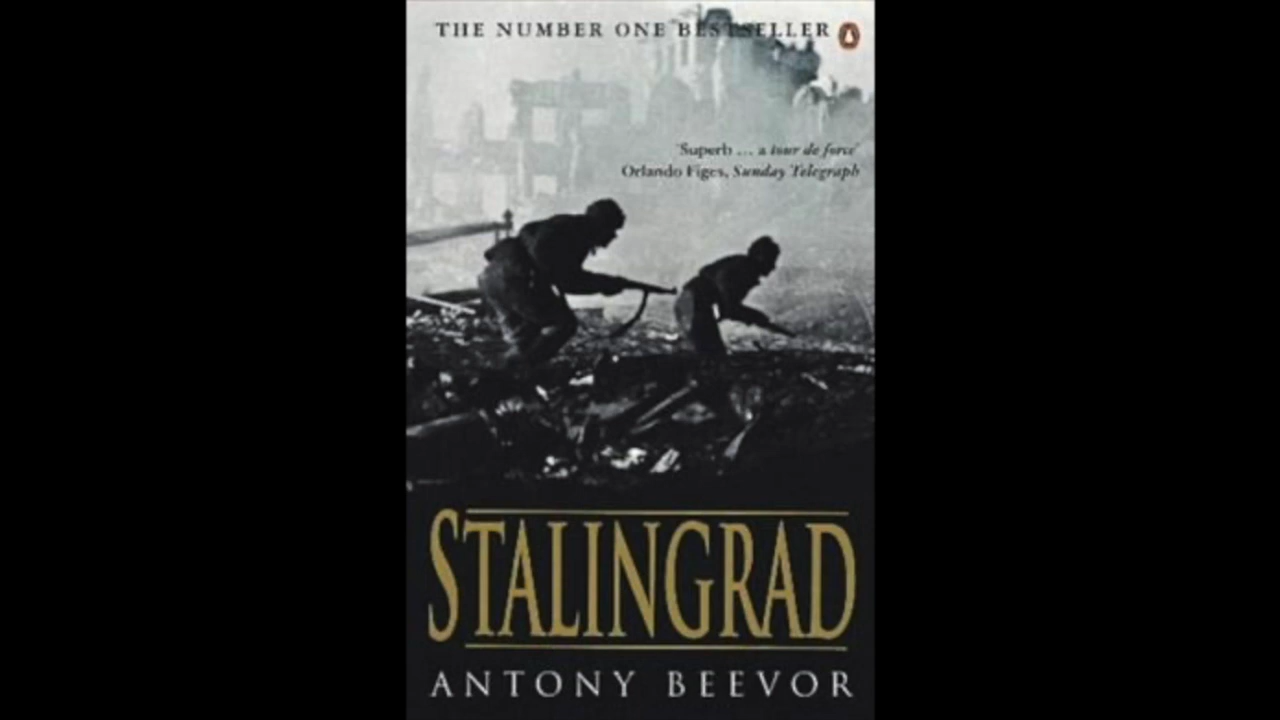 THE NUMBER ONE BESTSELLER
'Superb ... a tour de force'
Orlando Figes, Sunday Telegraph
STALINGRAD
ANTONY BEEVOR